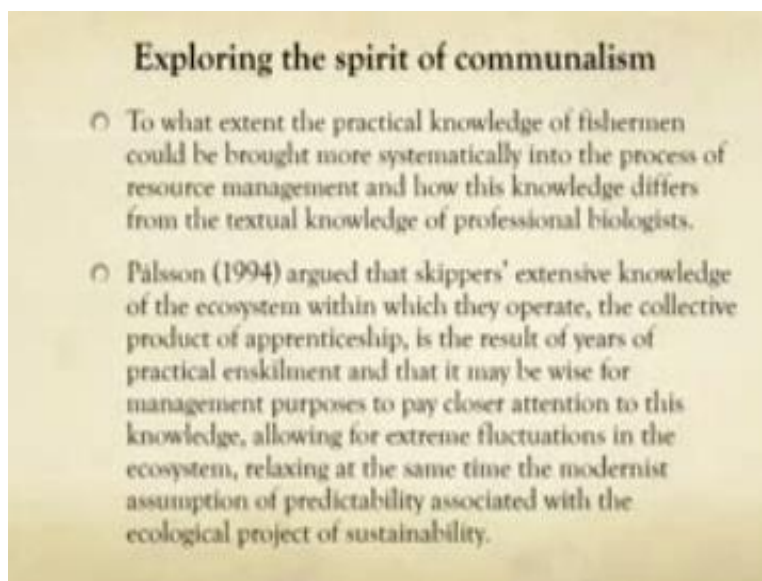 Exploring the spirit of communalism
To what extent the practical knowledge of fishermen
could be brought more systematically into the process of
resource management and how this knowledge differs
from the textual knowledge of professional biologists.
Pálsson (1994) argued that skippers' extensive knowledge
of the ecosystem within which they operate, the collective
product of apprenticeship, is the result of years of
practical enskilment and that it may be wise for
management purposes to pay closer attention to this
knowledge, allowing for extreme fluctuations in the
ecosystem, relaxing at the same time the modernist
assumption of predictability associated with the
ecological project of sustainability.